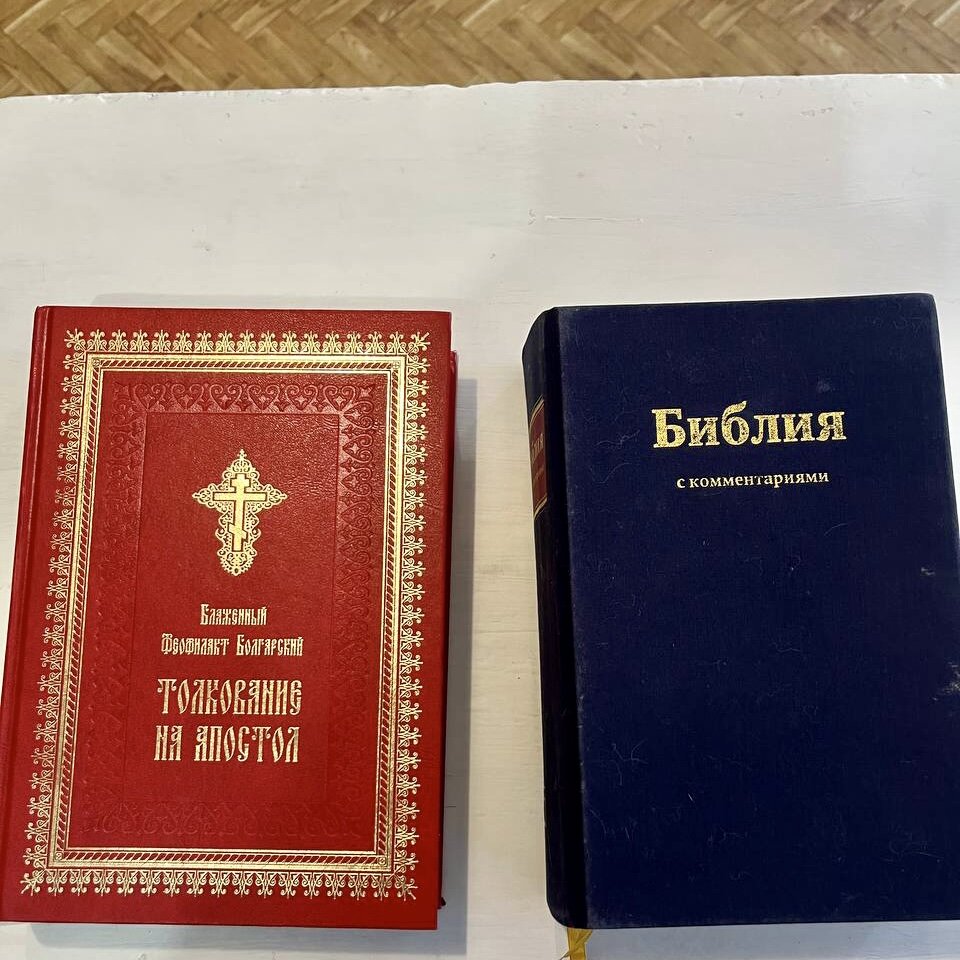 Блаженный
Феофилакт Болгарский
ТОЛКОВАНИЕ
НА АПОСТОЛ
Библия
с комментариями